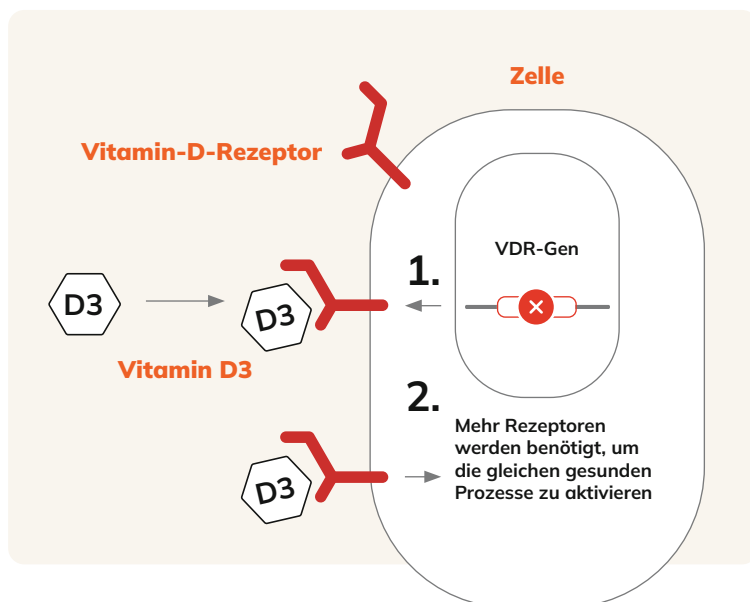 Zelle
Vitamin-D-Rezeptor
VDR-Gen
1.
D3
D3
Vitamin D3
2.
Mehr Rezeptoren
werden benötigt, um
die gleichen gesunden
Prozesse zu aktivieren
D3